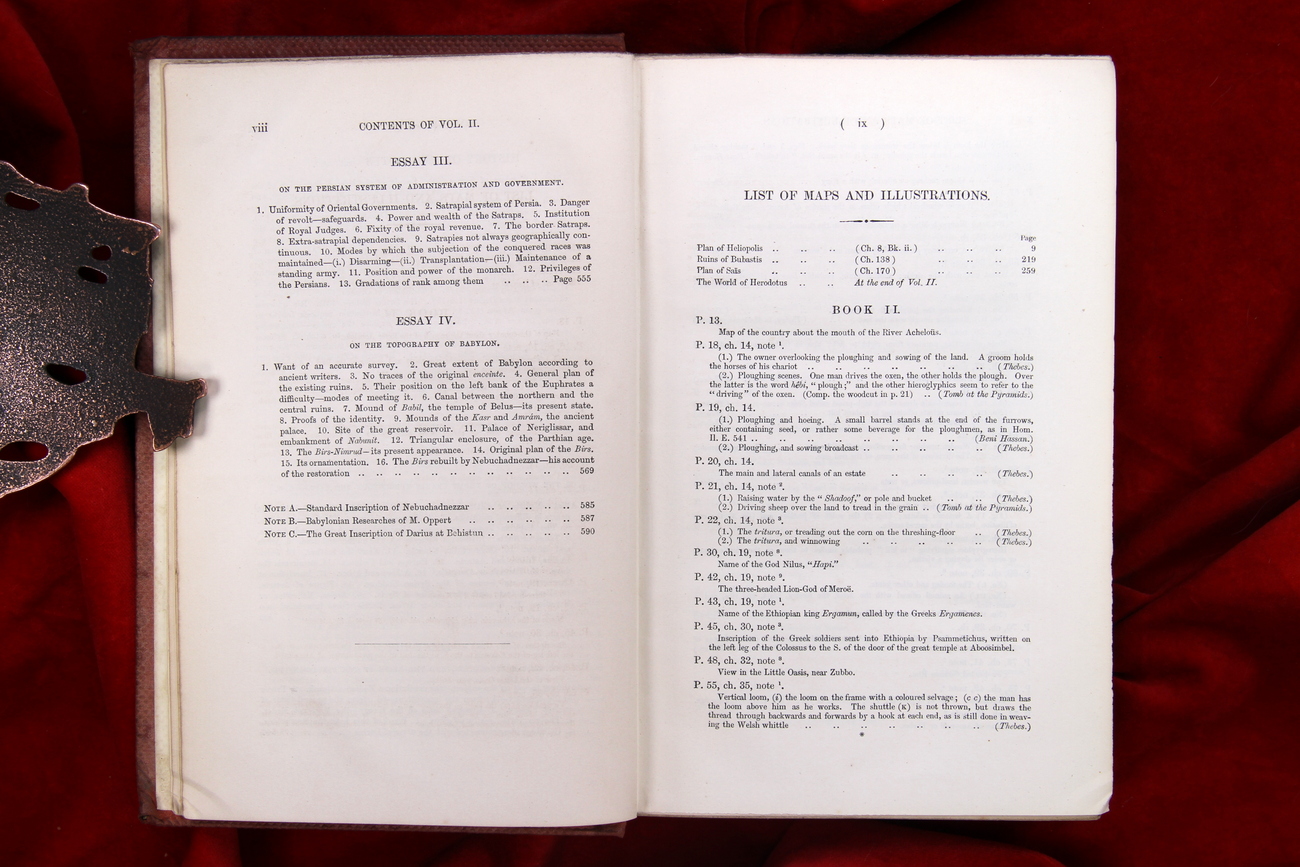 viii CONTENTS OF VOL. II.
ESSAY III.
ON THE PERSIAN SYSTEM OF ADMINISTRATION AND GOVERNMENT.
1. Uniformity of Oriental Governments. 2. Satrapial system of Persia. 3. Danger
of revolt—safeguards. 4. Power and wealth of the Satraps. 5. Institution
of Royal Judges. 6. Fixity of the royal revenue. 7. The border Satraps.
8. Extra-satrapial dependencies. 9. Satrapies not always geographically con-
tinuous. 10. Modes by which the subjection of the conquered races was
maintained—(i.) Disarming—(ii.) Transplantation—(iii.) Maintenance of a
standing army. 11. Position and power of the monarch. 12. Privileges of
the Persians. 13. Gradations of rank among them .. .. .. Page 555
ESSAY IV.
ON THE TOPOGRAPHY OF BABYLON.
1. Want of an accurate survey. 2. Great extent of Babylon according to
ancient writers. 3. No traces of the original enceinte. 4. General plan of
the existing ruins. 5. Their position on the left bank of the Euphrates a
difficulty—modes of meeting it. 6. Canal between the northern and the
central ruins. 7. Mound of Babil, the temple of Belus—its present state.
8. Proofs of the identity. 9. Mounds of the Kasr and Amrám, the ancient
palace. 10. Site of the great reservoir. 11. Palace of Neriglissar, and
embankment of Nabunit. 12. Triangular enclosure, of the Parthian age.
13. The Birs-Nimrud—its present appearance. 14. Original plan of the Birs.
15. Its ornamentation. 16. The Birs rebuilt by Nebuchadnezzar—his account
of the restoration .. .. .. .. .. .. .. .. .. .. .. 569
NOTE A.—Standard Inscription of Nebuchadnezzar .. .. .. .. .. 585
NOTE B.—Babylonian Researches of M. Oppert .. .. .. .. .. .. 587
NOTE C.—The Great Inscription of Darius at Behistun .. .. .. .. .. 590
( ix )
LIST OF MAPS AND ILLUSTRATIONS.
Page
Plan of Heliopolis .. .. .. (Ch. 8, Bk. ii.) .. .. .. 9
Ruins of Bubastis .. .. .. (Ch. 138) .. .. .. 219
Plan of Saïs .. .. .. (Ch. 170) .. .. .. 259
The World of Herodotus .. .. At the end of Vol. II.
BOOK II.
P. 13.
Map of the country about the mouth of the River Acheloüs.
P. 18, ch. 14, note ¹.
(1.) The owner overlooking the ploughing and sowing of the land. A groom holds
the horses of his chariot .. .. .. .. .. .. .. (Thebes.)
(2.) Ploughing scenes. One man drives the oxen, the other holds the plough. Over
the latter is the word hĕbi, "plough;" and the other hieroglyphics seem to refer to the
"driving" of the oxen. (Comp. the woodcut in p. 21) .. (Tomb at the Pyramids.)
P. 19, ch. 14.
(1.) Ploughing and hoeing. A small barrel stands at the end of the furrows,
either containing seed, or rather some beverage for the ploughmen, as in Hom.
Il. E. 541 .. .. .. .. .. .. .. .. (Beni Hassan.)
(2.) Ploughing, and sowing broadcast .. .. .. .. .. (Thebes.)
P. 20, ch. 14.
The main and lateral canals of an estate .. .. .. .. (Thebes.)
P. 21, ch. 14, note ².
(1.) Raising water by the "Shadoof," or pole and bucket .. .. (Thebes.)
(2.) Driving sheep over the land to tread in the grain .. (Tomb at the Pyramids.)
P. 22, ch. 14, note ³.
(1.) The tritura, or treading out the corn on the threshing-floor .. (Thebes.)
(2.) The tritura, and winnowing .. .. .. .. .. (Thebes.)
P. 30, ch. 19, note ⁸.
Name of the God Nilus, "Hapi."
P. 42, ch. 19, note ⁹.
The three-headed Lion-God of Meroë.
P. 43, ch. 19, note ¹.
Name of the Ethiopian king Ergamun, called by the Greeks Ergamenes.
P. 45, ch. 30, note ³.
Inscription of the Greek soldiers sent into Ethiopia by Psammetichus, written on
the left leg of the Colossus to the S. of the door of the great temple at Aboosimbel.
P. 48, ch. 32, note ⁸.
View in the Little Oasis, near Zubbo.
P. 55, ch. 35, note ¹.
Vertical loom, (i) the loom on the frame with a coloured selvage; (c c) the man has
the loom above him as he works. The shuttle (K) is not thrown, but draws the
thread through backwards and forwards by a hook at each end, as is still done in weav-
ing the Welsh whittle .. .. .. .. .. .. .. (Thebes.)